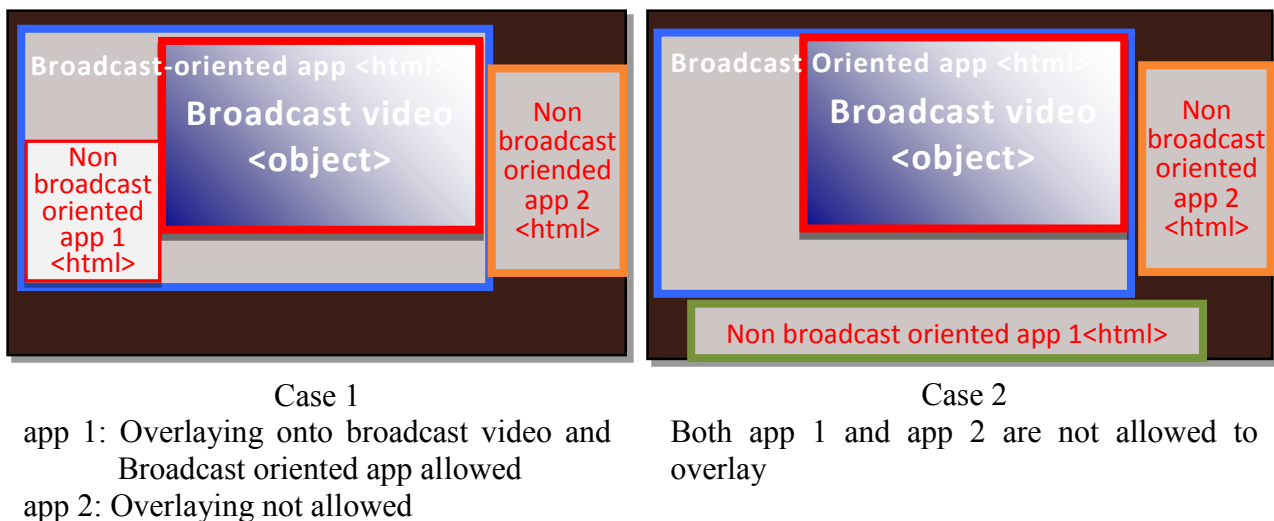 Broadcast-oriented app <html>
Broadcast video
<object>
Non
broadcast
oriented
app 1
<html>
Non
broadcast
oriended
app 2
<html>
Case 1
app 1: Overlaying onto broadcast video and
Broadcast oriented app allowed
app 2: Overlaying not allowed
Broadcast Oriented app <html>
Broadcast video
<object>
Non
broadcast
oriented
app 2
<html>
Non broadcast oriented app 1<html>
Case 2
Both app 1 and app 2 are not allowed to
overlay